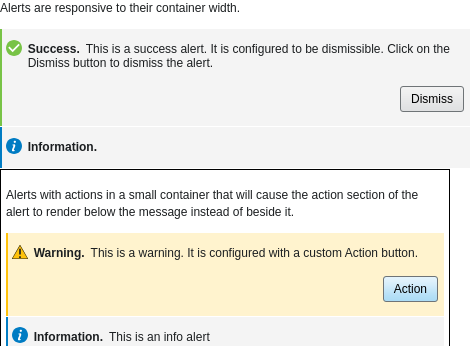 Alerts are responsive to their container width.
Success. This is a success alert. It is configured to be dismissible. Click on the
Dismiss button to dismiss the alert.
Dismiss
Information.
Alerts with actions in a small container that will cause the action section of the
alert to render below the message instead of beside it.
Warning. This is a warning. It is configured with a custom Action button.
Action
Information. This is an info alert